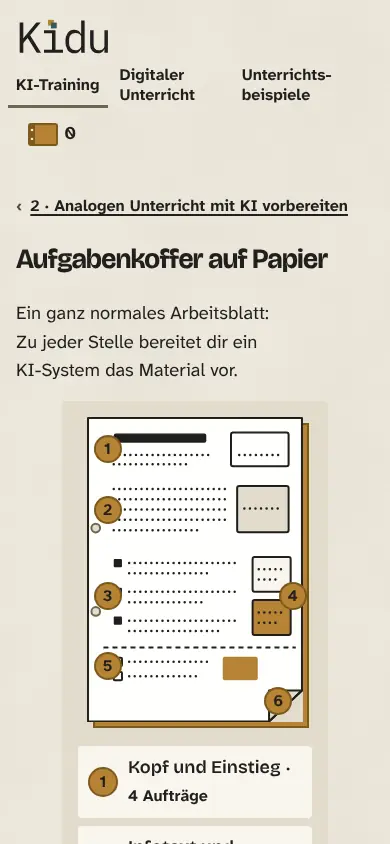 Kidu
KI-Training
Digitaler
Unterricht
Unterrichts-
beispiele
0
‹ 2 · Analogen Unterricht mit KI vorbereiten
Aufgabenkoffer auf Papier
Ein ganz normales Arbeitsblatt:
Zu jeder Stelle bereitet dir ein
KI-System das Material vor.
1
2
3
4
5
6
1 Kopf und Einstieg ·
4 Aufträge